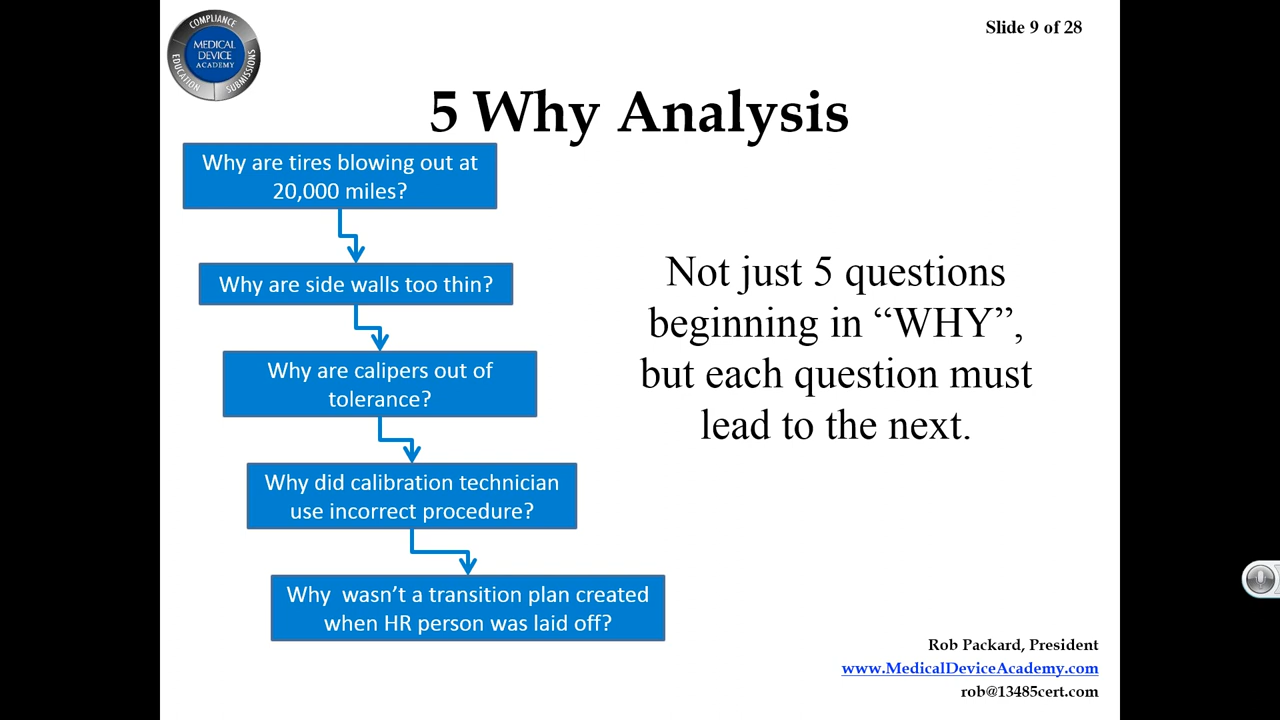 COMPLIANCE
EDUCATION
SUBMISSIONS
MEDICAL
DEVICE
ACADEMY
Slide 9 of 28
5 Why Analysis
Why are tires blowing out at
20,000 miles?
Why are side walls too thin?
Why are calipers out of
tolerance?
Why did calibration technician
use incorrect procedure?
Why wasn't a transition plan created
when HR person was laid off?
Not just 5 questions
beginning in “WHY”,
but each question must
lead to the next.
Rob Packard, President
www.MedicalDeviceAcademy.com
rob@13485cert.com